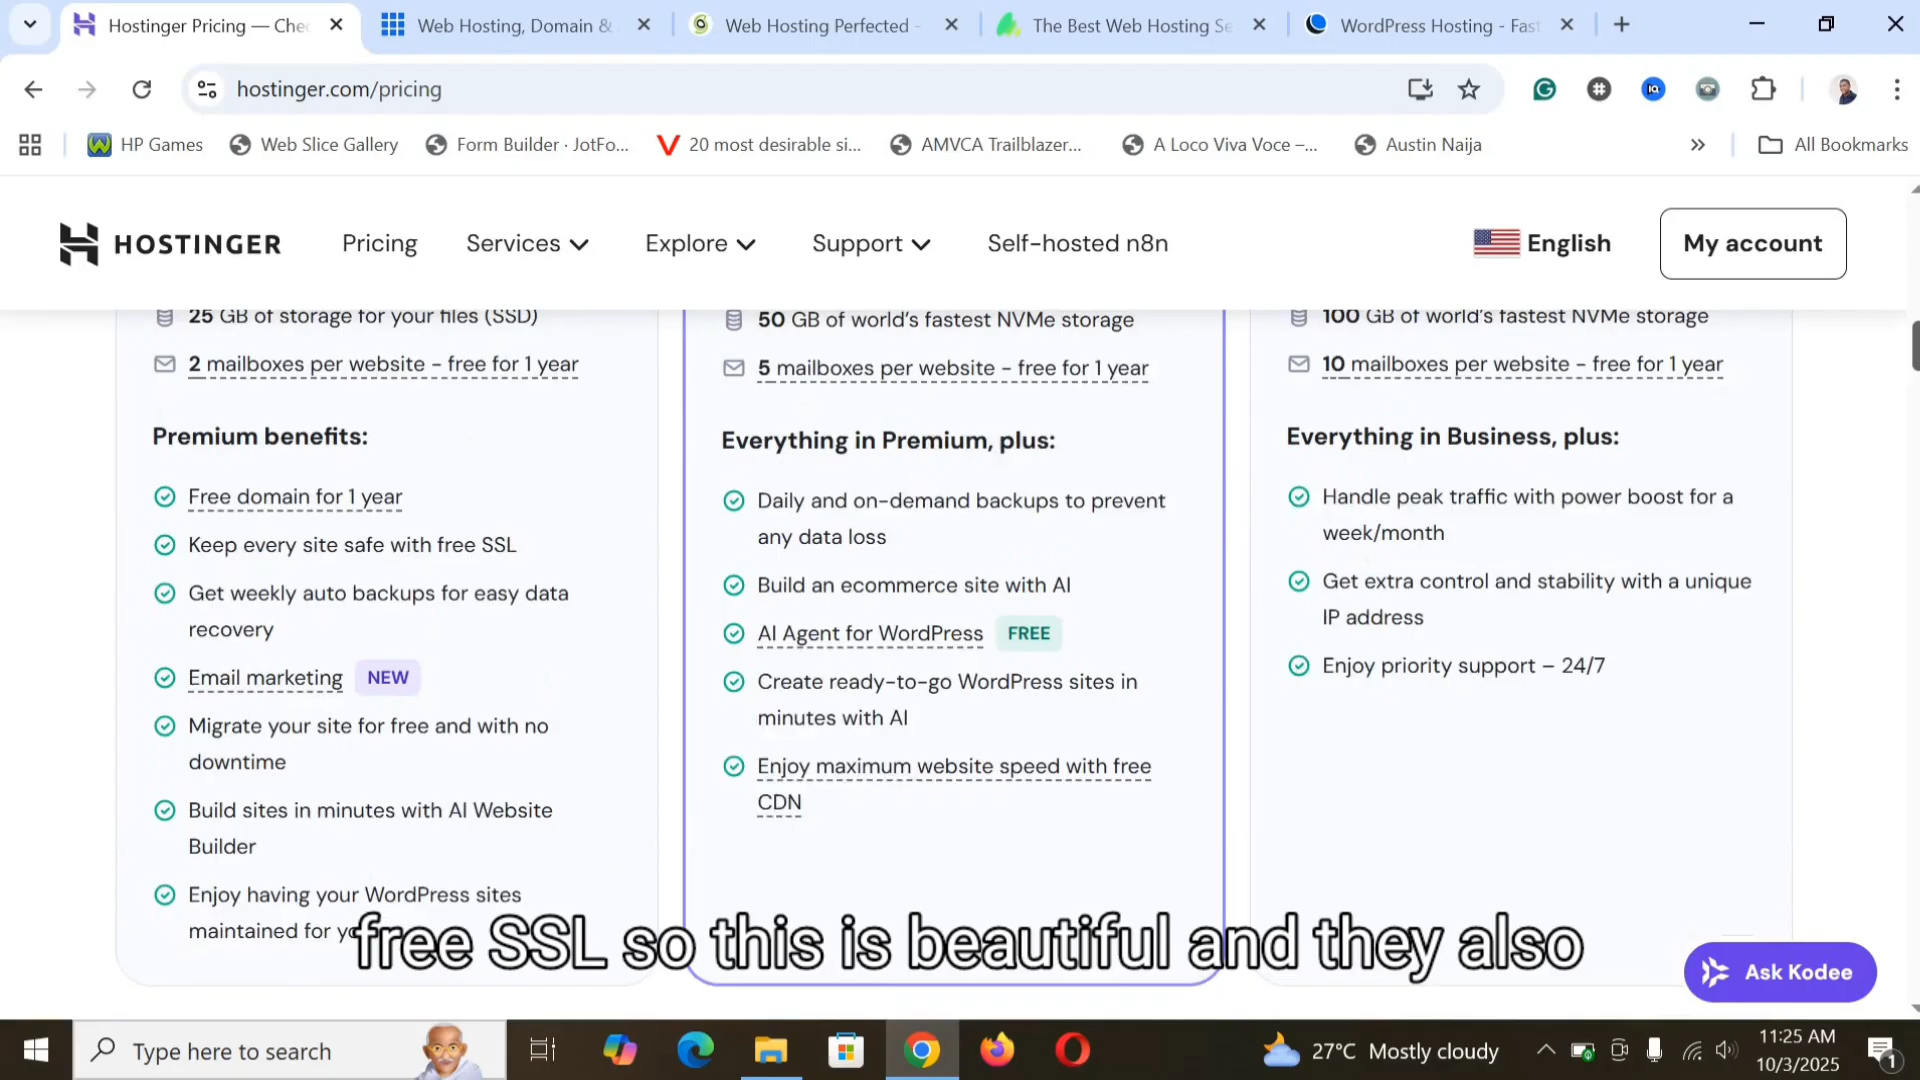 Hostinger Pricing — Chec
Web Hosting, Domain &
Web Hosting Perfected -
The Best Web Hosting Se
WordPress Hosting - Fast
hostinger.com/pricing
HP Games
Web Slice Gallery
Form Builder · JotFo...
20 most desirable si...
AMVCA Trailblazer...
A Loco Viva Voce –...
Austin Naija
All Bookmarks
HOSTINGER
Pricing
Services
Explore
Support
Self-hosted n8n
English
My account
25 GB of storage for your files (SSD)
2 mailboxes per website - free for 1 year
Premium benefits:
Free domain for 1 year
Keep every site safe with free SSL
Get weekly auto backups for easy data
recovery
Email marketing NEW
Migrate your site for free and with no
downtime
Build sites in minutes with AI Website
Builder
Enjoy having your WordPress sites
maintained for yo
50 GB of world's fastest NVMe storage
5 mailboxes per website - free for 1 year
Everything in Premium, plus:
Daily and on-demand backups to prevent
any data loss
Build an ecommerce site with AI
AI Agent for WordPress FREE
Create ready-to-go WordPress sites in
minutes with AI
Enjoy maximum website speed with free
CDN
100 GB of world's fastest NVMe storage
10 mailboxes per website - free for 1 year
Everything in Business, plus:
Handle peak traffic with power boost for a
week/month
Get extra control and stability with a unique
IP address
Enjoy priority support – 24/7
free SSL so this is beautiful and they also
Ask Kodee
Type here to search
27°C Mostly cloudy
11:25 AM
10/3/2025
1